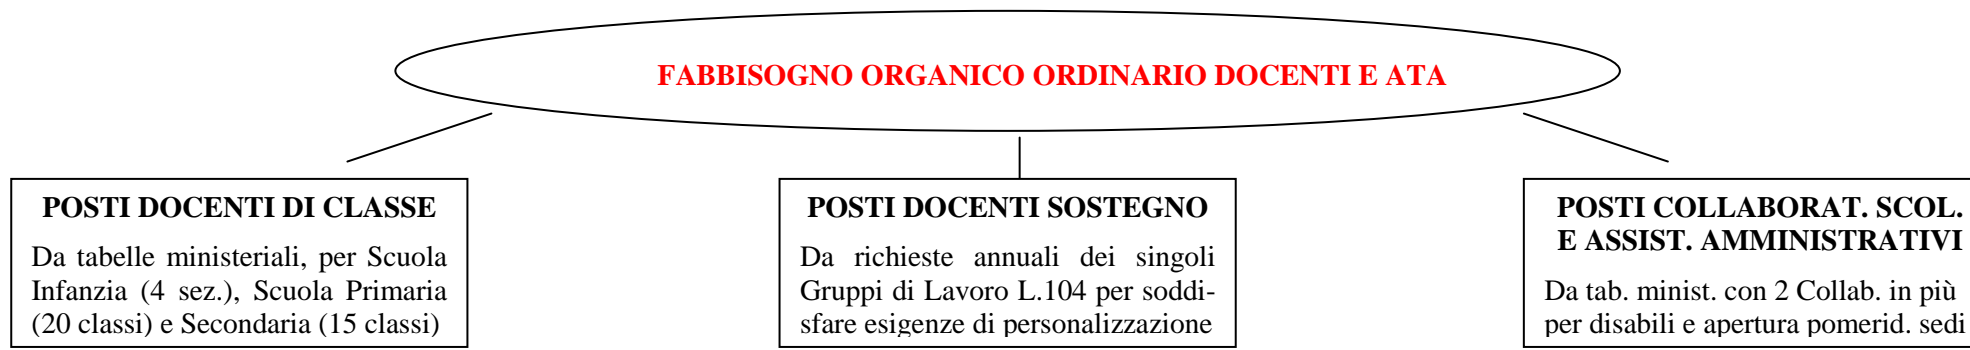 FABBISOGNO ORGANICO ORDINARIO DOCENTI E ATA
POSTI DOCENTI DI CLASSE
Da tabelle ministeriali, per Scuola
Infanzia (4 sez.), Scuola Primaria
(20 classi) e Secondaria (15 classi)
POSTI DOCENTI SOSTEGNO
Da richieste annuali dei singoli
Gruppi di Lavoro L.104 per soddi-
sfare esigenze di personalizzazione
POSTI COLLABORAT. SCOL.
E ASSIST. AMMINISTRATIVI
Da tab. minist. con 2 Collab. in più
per disabili e apertura pomerid. sedi